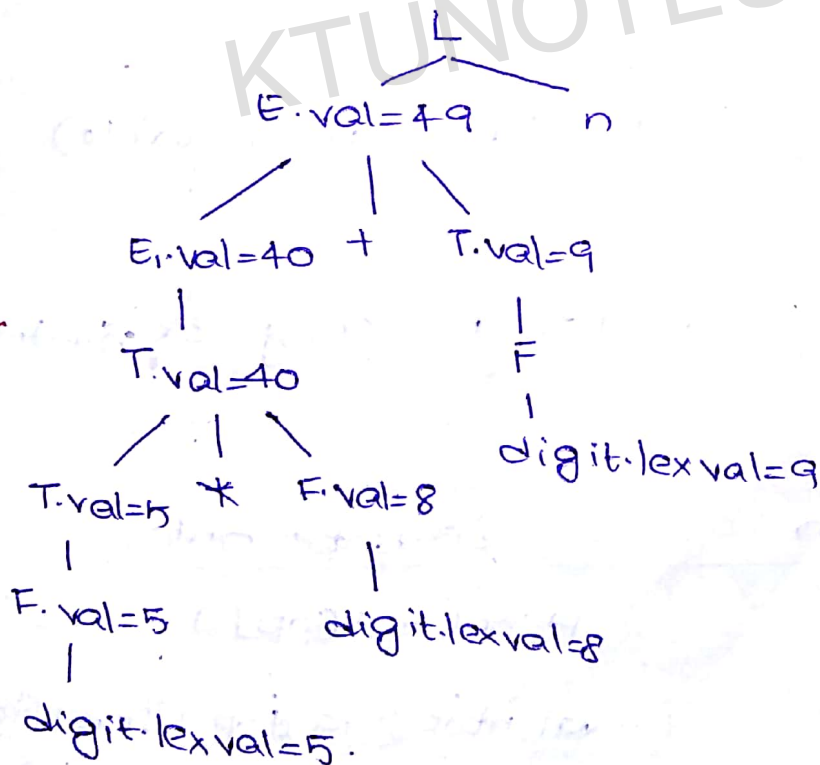 KTUNOTES
L
E.val=49 n
E₁.val=40 + T.val=9
T.val=40 F
T.val=5 * F.val=8 digit.lexval=9
F.val=5 digit.lexval=8
digit.lexval=5.